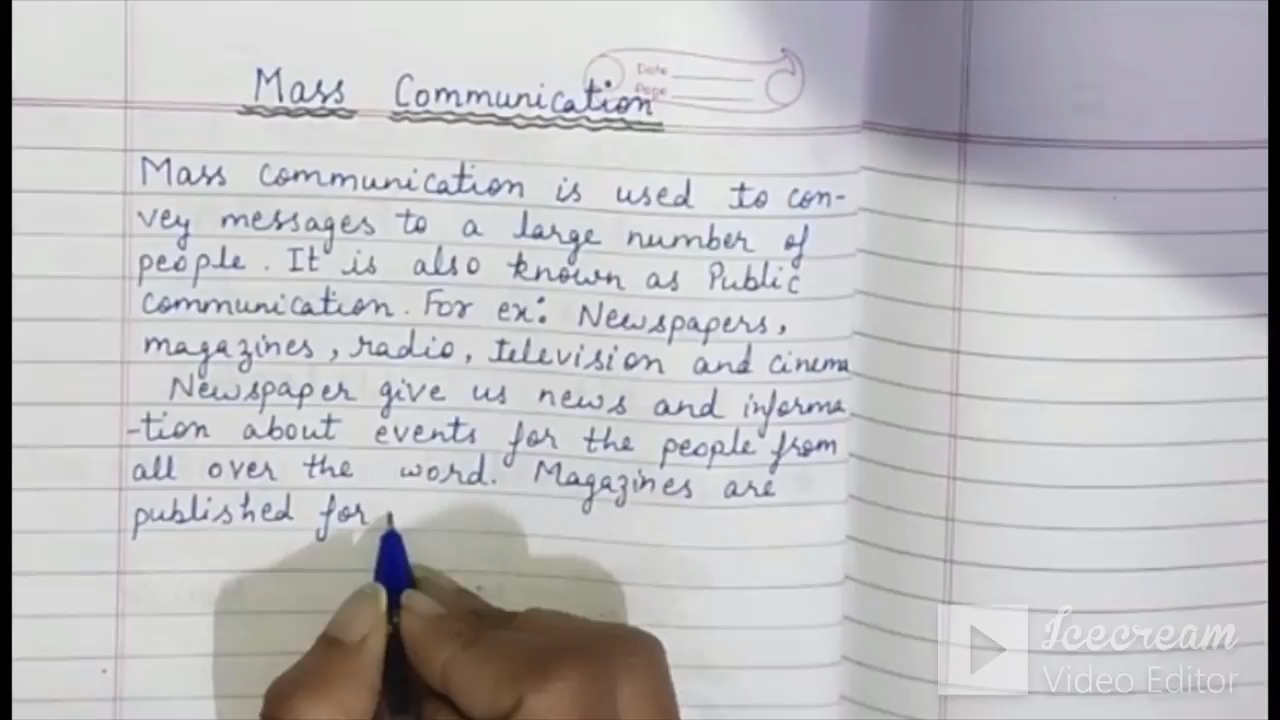 Date
Page
Mass Communication
Mass communication is used to con-
vey messages to a large number of
people. It is also known as Public
communication. For ex: Newspapers,
magazines, radio, television and cinema
Newspaper give us news and informa
-tion about events for the people from
all over the word. Magazines are
published for
Icecream
Video Editor